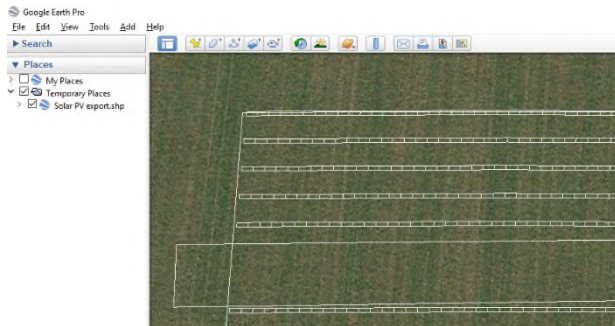 Google Earth Pro
File Edit View Tools Add Help
Search
Places
My Places
Temporary Places
Solar PV export.shp